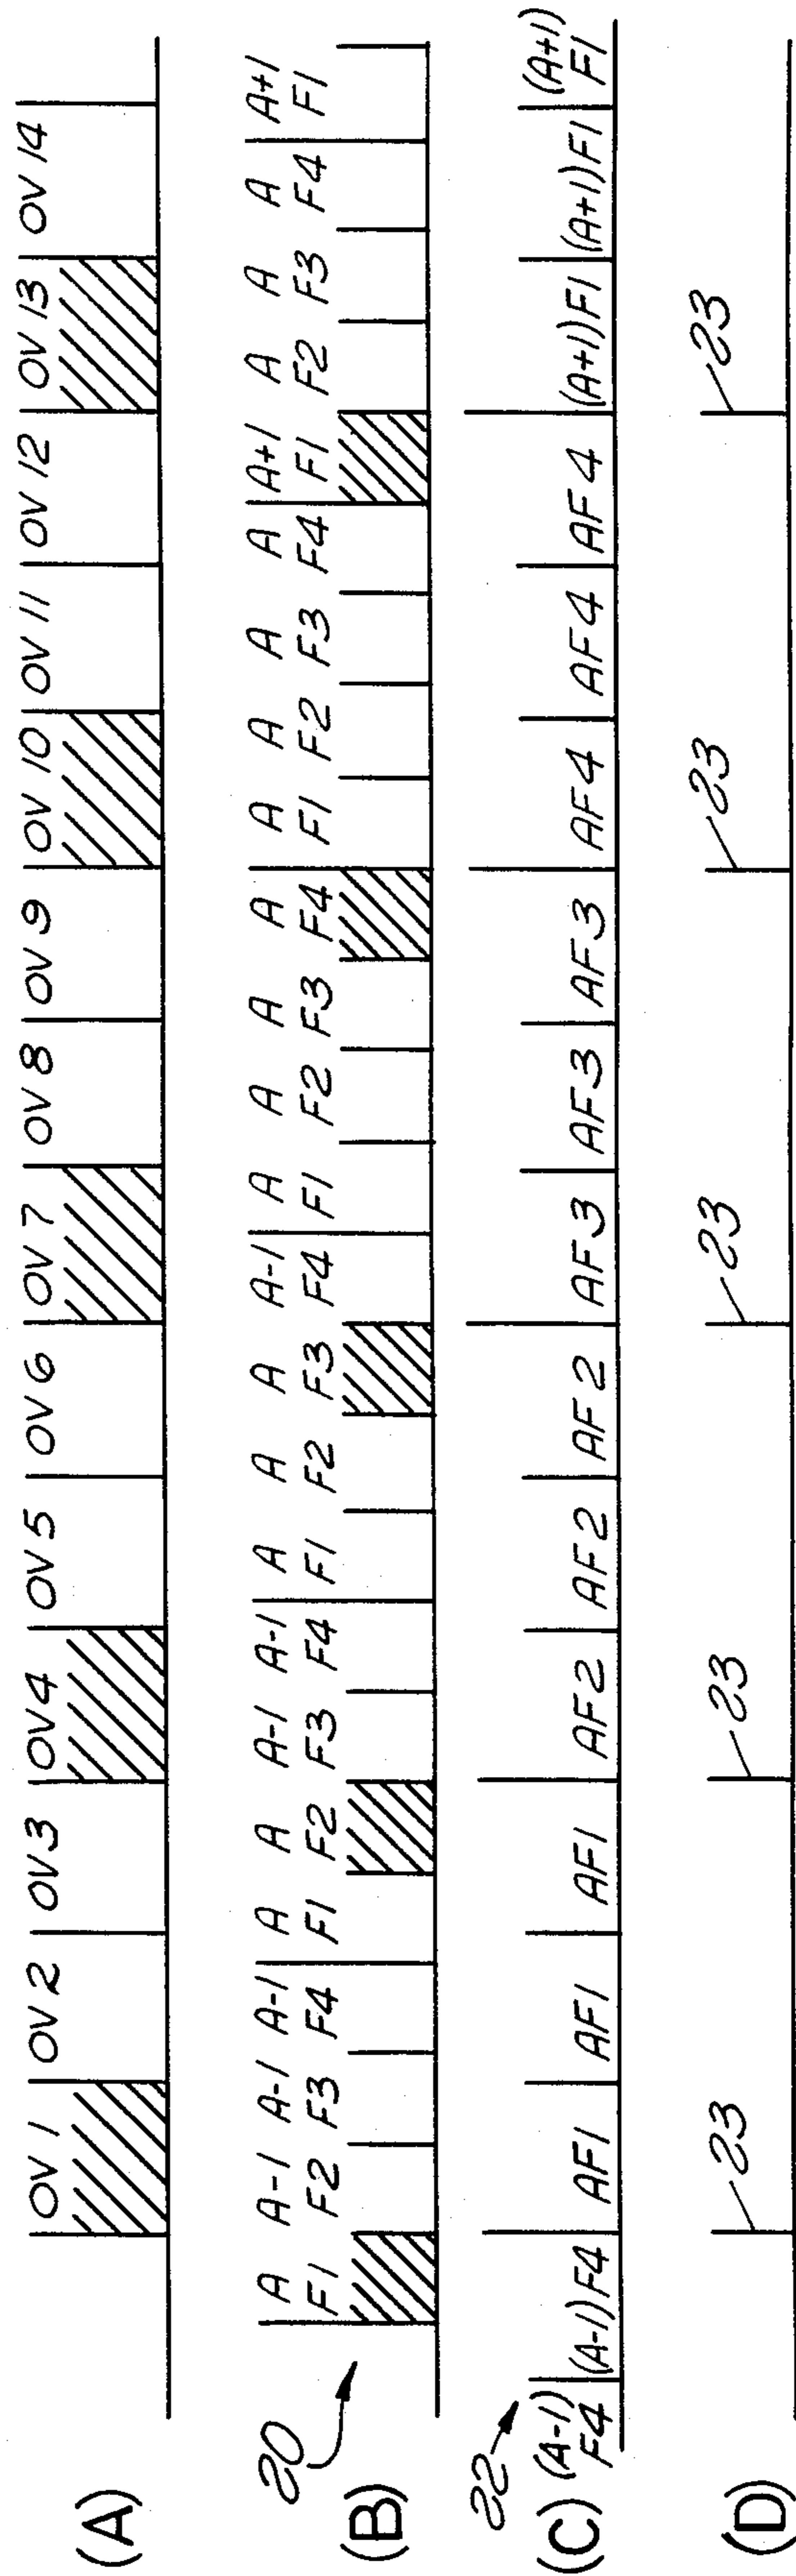 (A) OV 1 OV 2 OV 3 OV 4 OV 5 OV 6 OV 7 OV 8 OV 9 OV 10 OV 11 OV 12 OV 13 OV 14
20
(B)
A A-1 A-1 A-1 A A A-1 A-1 A A A A-1 A A A A A A A A A+1 A A A A+1
F1 F2 F3 F4 F1 F2 F3 F4 F1 F2 F3 F4 F1 F2 F3 F4 F1 F2 F3 F4 F1 F2 F3 F4 F1
22
(C)
(A-1) (A+1)
F4 (A-1)F4 AF1 AF1 AF1 AF2 AF2 AF2 AF3 AF3 AF3 AF4 AF4 AF4 (A+1)F1 (A+1)F1 F1
(D) 23 23 23 23 23